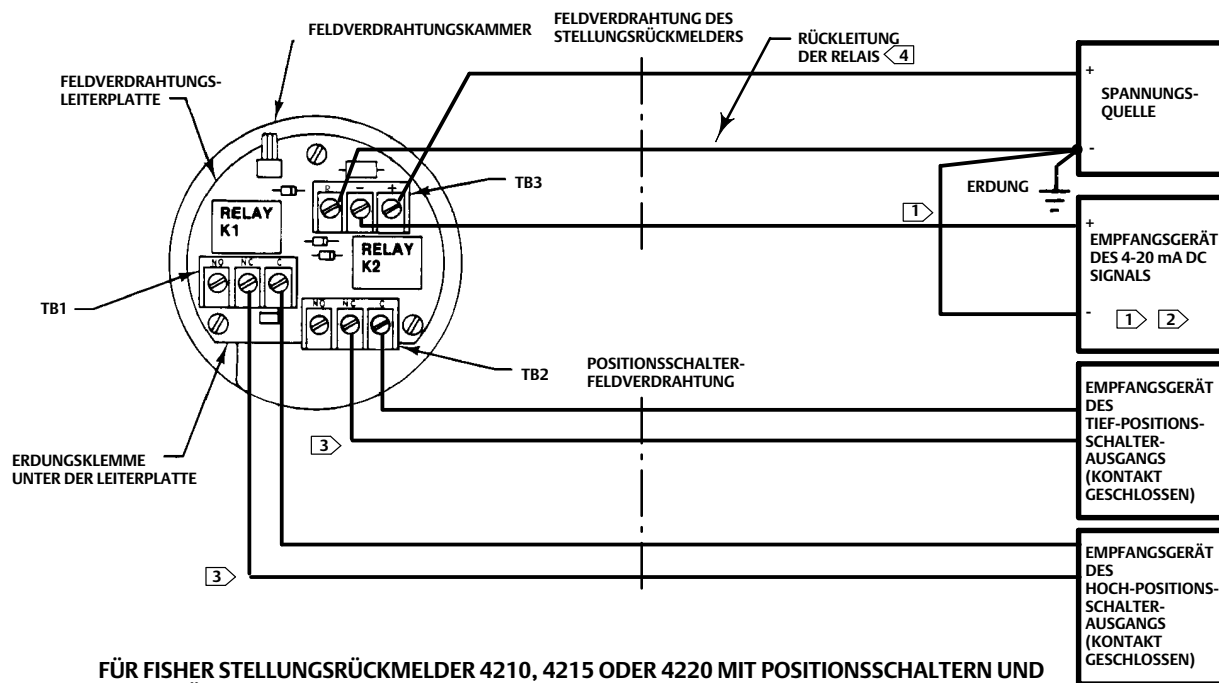 FELDVERDRAHTUNGSKAMMER
FELDVERDRAHTUNG DES
STELLUNGSRÜCKMELDERS
RÜCKLEITUNG
DER RELAIS 4
FELDVERDRAHTUNGS-
LEITERPLATTE
+
SPANNUNGS-
QUELLE
-
ERDUNG
TB3
R - +
RELAY
K1
RELAY
K2
1
+
EMPFANGSGERÄT
DES 4-20 mA DC
SIGNALS
- 1 2
NO NC C
TB1
NO NC C
TB2
POSITIONSSCHALTER-
FELDVERDRAHTUNG
EMPFANGSGERÄT
DES
TIEF-POSITIONS-
SCHALTER-
AUSGANGS
(KONTAKT
GESCHLOSSEN)
3
ERDUNGSKLEMME
UNTER DER LEITERPLATTE
EMPFANGSGERÄT
DES
HOCH-POSITIONS-
SCHALTER-
AUSGANGS
(KONTAKT
GESCHLOSSEN)
3
FÜR FISHER STELLUNGSRÜCKMELDER 4210, 4215 ODER 4220 MIT POSITIONSSCHALTERN UND